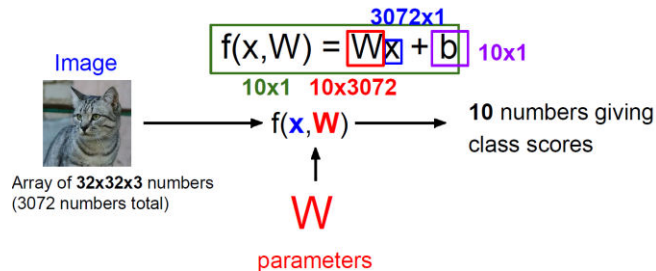 3072x1
f(x,W) = Wx + b
10x1
10x1 10x3072
Image
f(x,W)
10 numbers giving
class scores
Array of 32x32x3 numbers
(3072 numbers total)
W
parameters